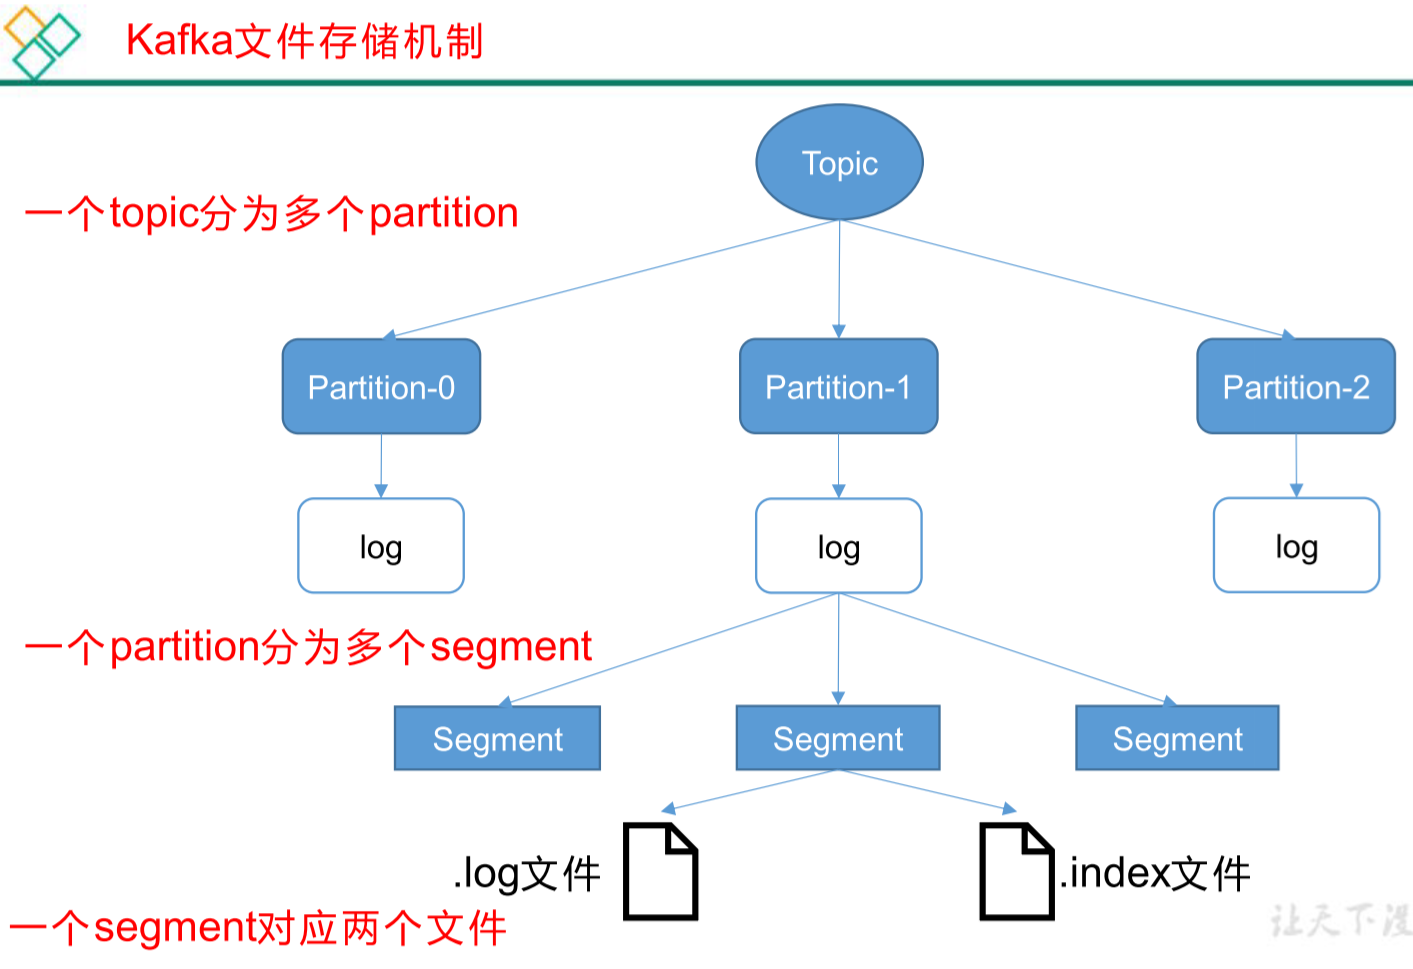 Kafka文件存储机制
Topic
一个topic分为多个partition
Partition-0
Partition-1
Partition-2
log
log
log
一个partition分为多个segment
Segment
Segment
Segment
.log文件
.index文件
一个segment对应两个文件
让天下没